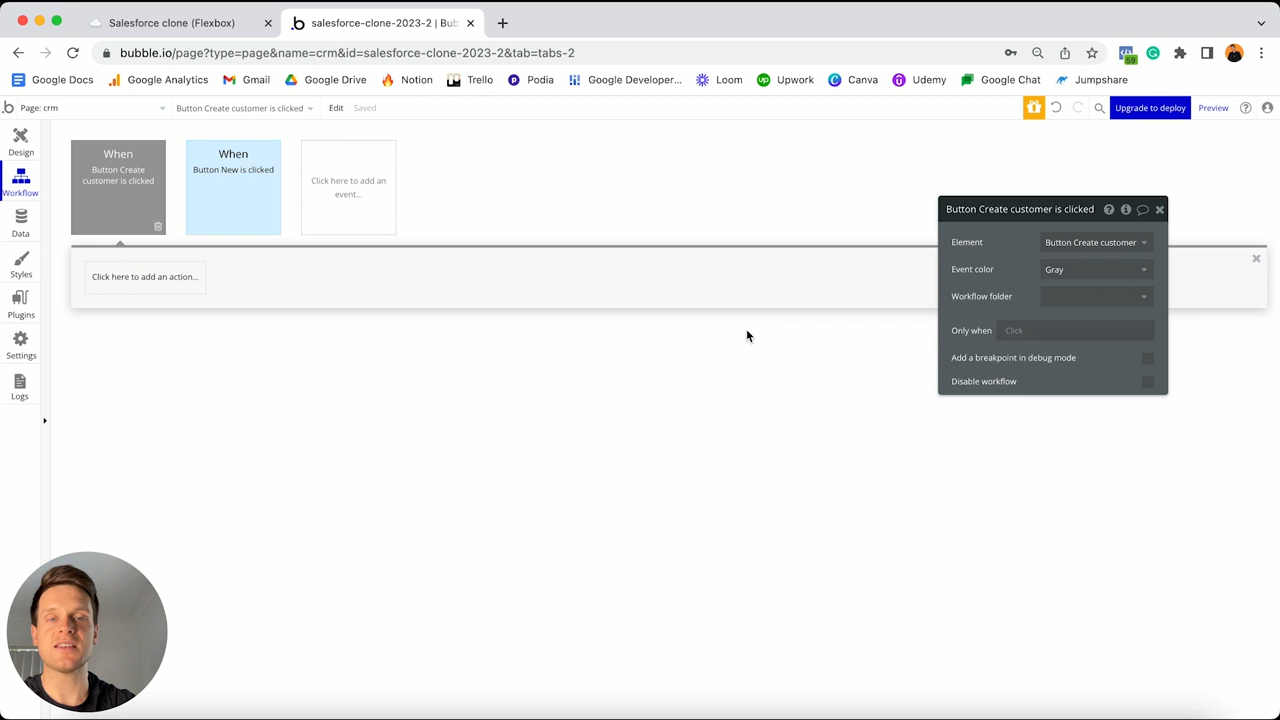 Salesforce clone (Flexbox)
salesforce-clone-2023-2 | Bub
bubble.io/page?type=page&name=crm&id=salesforce-clone-2023-2&tab=tabs-2
59
Google Docs
Google Analytics
Gmail
Google Drive
Notion
Trello
Podia
Google Developer...
Loom
Upwork
Canva
Udemy
Google Chat
Jumpshare
Page: crm
Button Create customer is clicked
Edit
Saved
Upgrade to deploy
Preview
Design
Workflow
Data
Styles
Plugins
Settings
Logs
When
Button Create
customer is clicked
When
Button New is clicked
Click here to add an
event...
Click here to add an action...
Button Create customer is clicked
Element
Button Create customer
Event color
Gray
Workflow folder
Only when
Click
Add a breakpoint in debug mode
Disable workflow